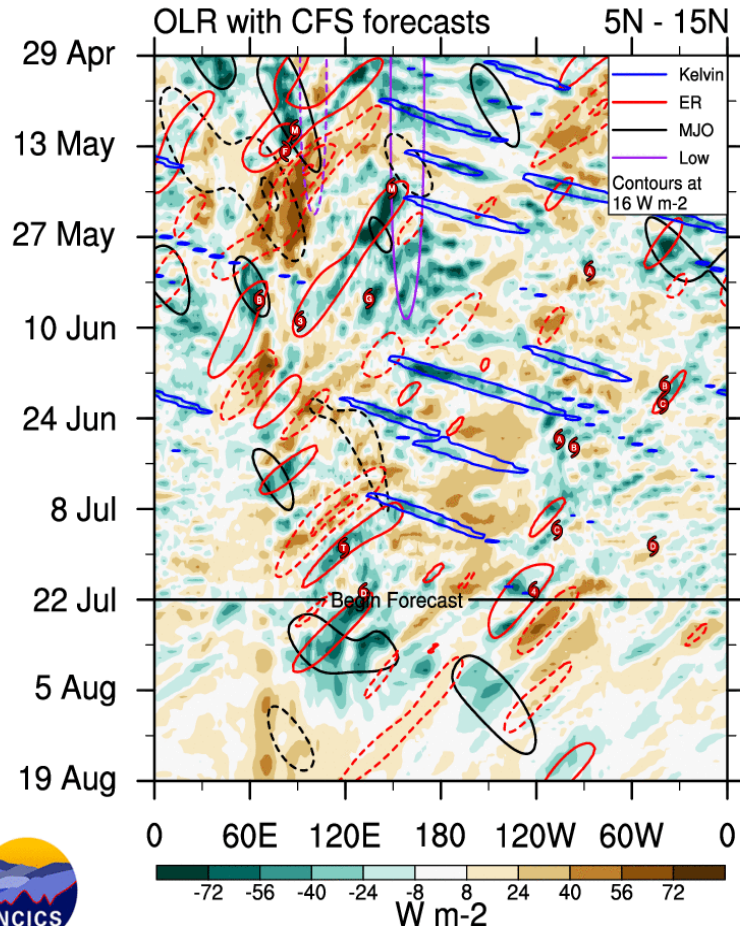 OLR with CFS forecasts 5N - 15N
29 Apr
13 May
27 May
10 Jun
24 Jun
8 Jul
22 Jul
5 Aug
19 Aug
Kelvin
ER
MJO
Low
Contours at
16 W m-2
M
F
M
A
B
G
3
B
C
A
B
C
T
D
4
Begin Forecast
0 60E 120E 180 120W 60W 0
-72 -56 -40 -24 -8 8 24 40 56 72
W m-2
NCICS